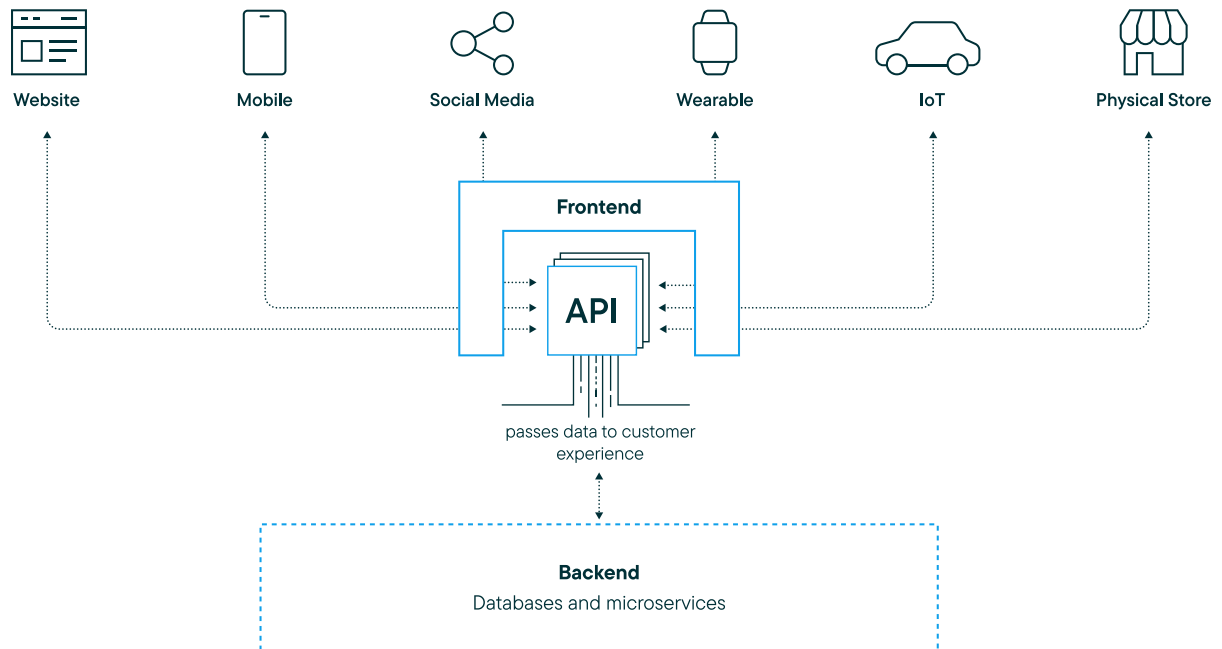 Website
Mobile
Social Media
Wearable
IoT
Physical Store
Frontend
API
passes data to customer
experience
Backend
Databases and microservices